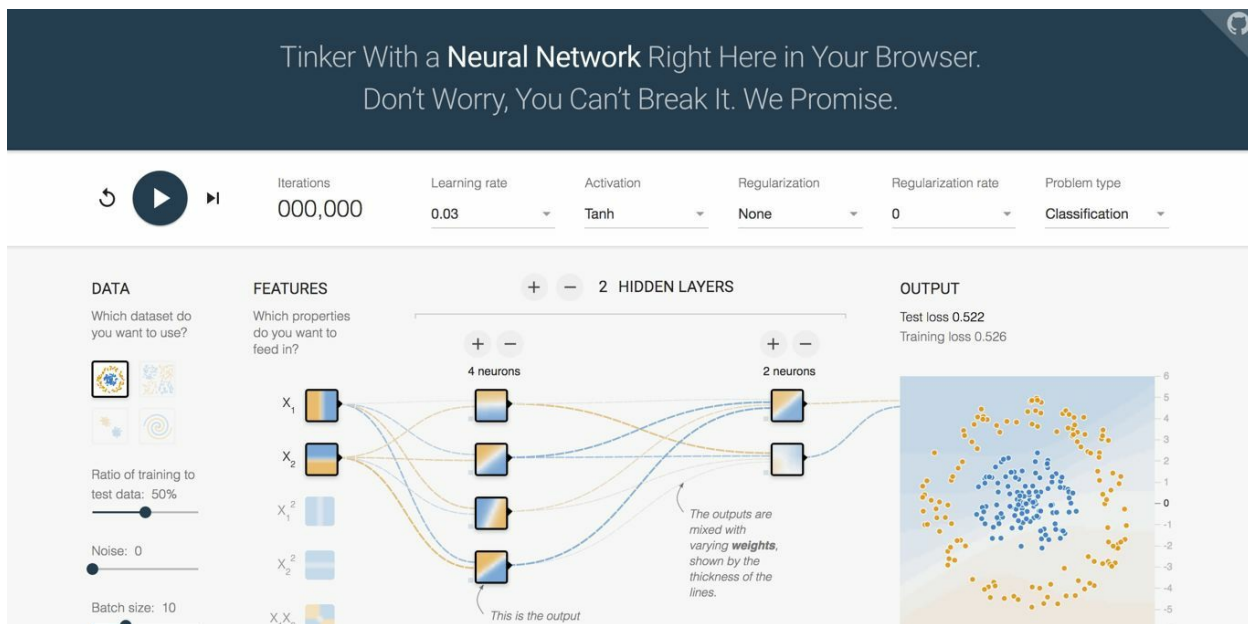 Tinker With a Neural Network Right Here in Your Browser.
Don't Worry, You Can't Break It. We Promise.
Iterations
000,000
Learning rate
0.03
Activation
Tanh
Regularization
None
Regularization rate
0
Problem type
Classification
DATA
Which dataset do
you want to use?
Ratio of training to
test data: 50%
Noise: 0
Batch size: 10
FEATURES
Which properties
do you want to
feed in?
X₁
X₂
X₁²
X₂²
X₁X₂
+ − 2 HIDDEN LAYERS
+ −
4 neurons
+ −
2 neurons
This is the output
The outputs are
mixed with
varying weights,
shown by the
thickness of the
lines.
OUTPUT
Test loss 0.522
Training loss 0.526
6
5
4
3
2
1
0
-1
-2
-3
-4
-5